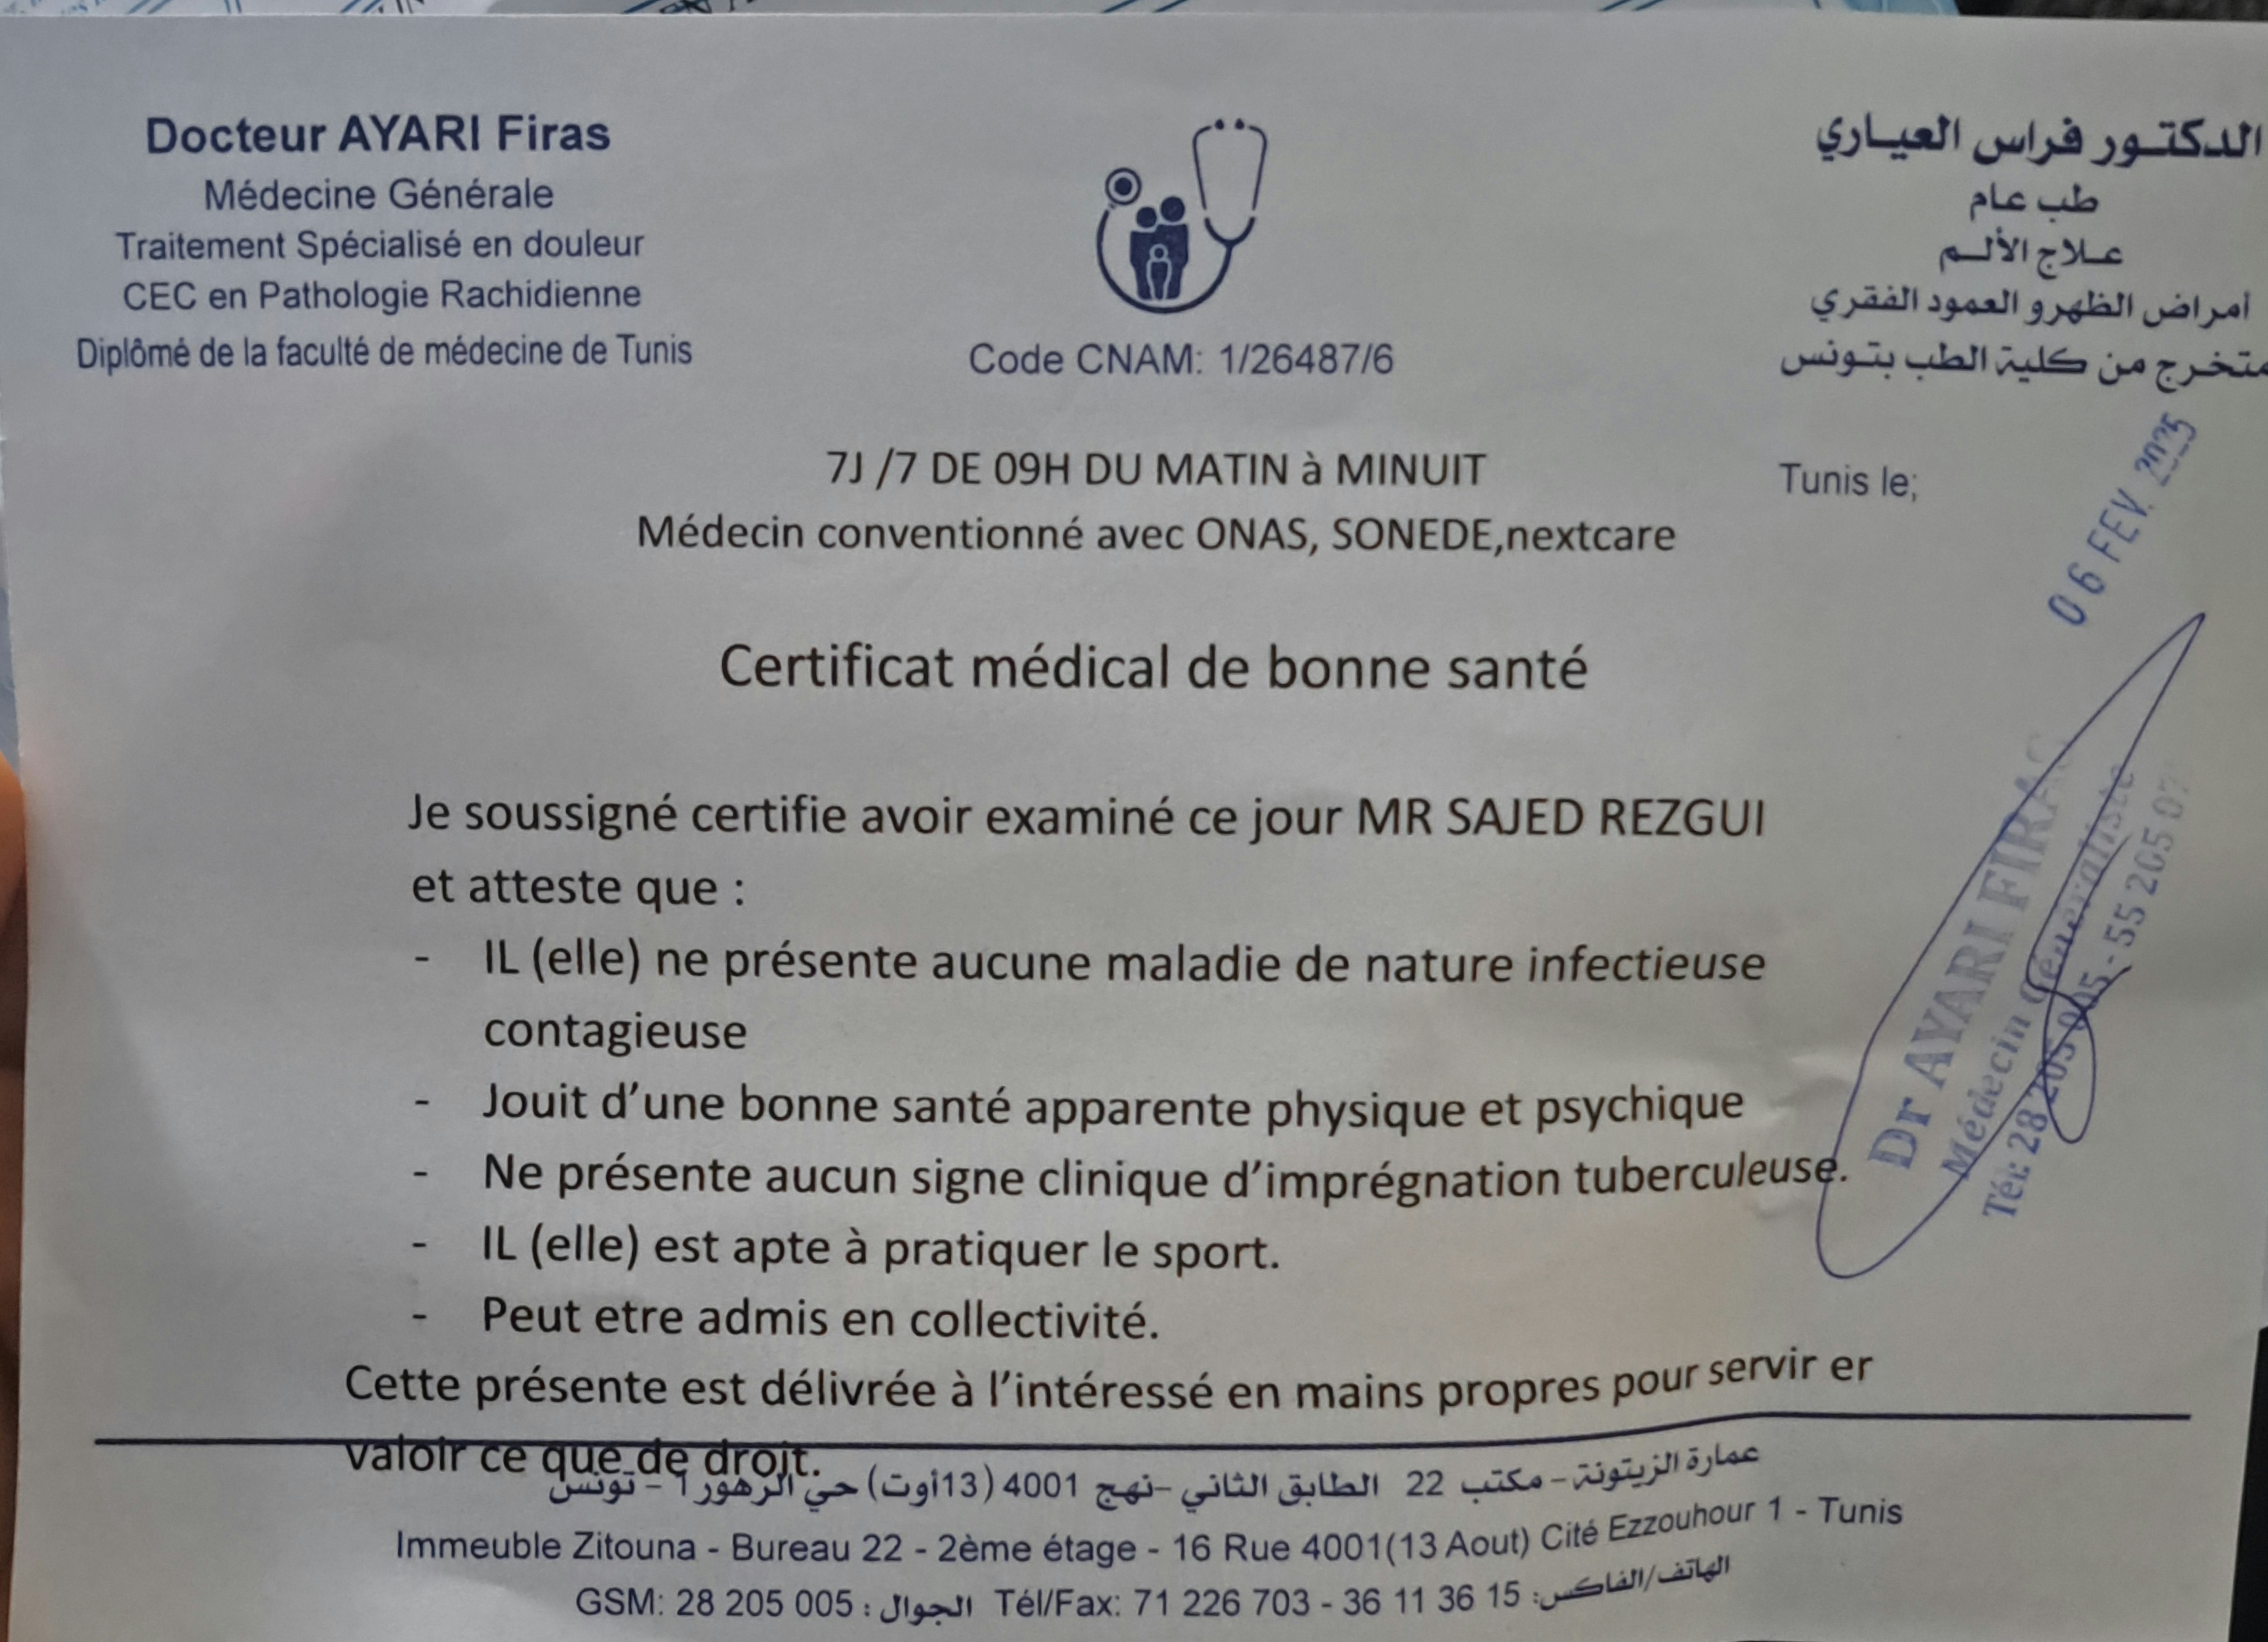 Docteur AYARI Firas
Médecine Générale
Traitement Spécialisé en douleur
CEC en Pathologie Rachidienne
Diplômé de la faculté de médecine de Tunis
Code CNAM: 1/26487/6
الدكتور فراس العياري
طب عام
علاج الألم
أمراض الظهر و العمود الفقري
متخرج من كلية الطب بتونس
7J /7 DE 09H DU MATIN à MINUIT
Médecin conventionné avec ONAS, SONEDE,nextcare
Tunis le;
06 FEV. 2025
Certificat médical de bonne santé
Je soussigné certifie avoir examiné ce jour MR SAJED REZGUI
et atteste que :
- IL (elle) ne présente aucune maladie de nature infectieuse
contagieuse
- Jouit d’une bonne santé apparente physique et psychique
- Ne présente aucun signe clinique d’imprégnation tuberculeuse.
- IL (elle) est apte à pratiquer le sport.
- Peut etre admis en collectivité.
Cette présente est délivrée à l’intéressé en mains propres pour servir er
valoir ce que de droit.
Dr AYARI FIRAS
Médecin Généraliste
Tél: 28 205 005 - 55 205 07
عمارة الزيتونة - مكتب 22 الطابق الثاني - نهج 4001 (13أوت) حي الزهور 1 - تونس
Immeuble Zitouna - Bureau 22 - 2ème étage - 16 Rue 4001(13 Aout) Cité Ezzouhour 1 - Tunis
GSM: 28 205 005 : الجوال Tél/Fax: 71 226 703 - 36 11 36 15 :الهاتف/الفاكس